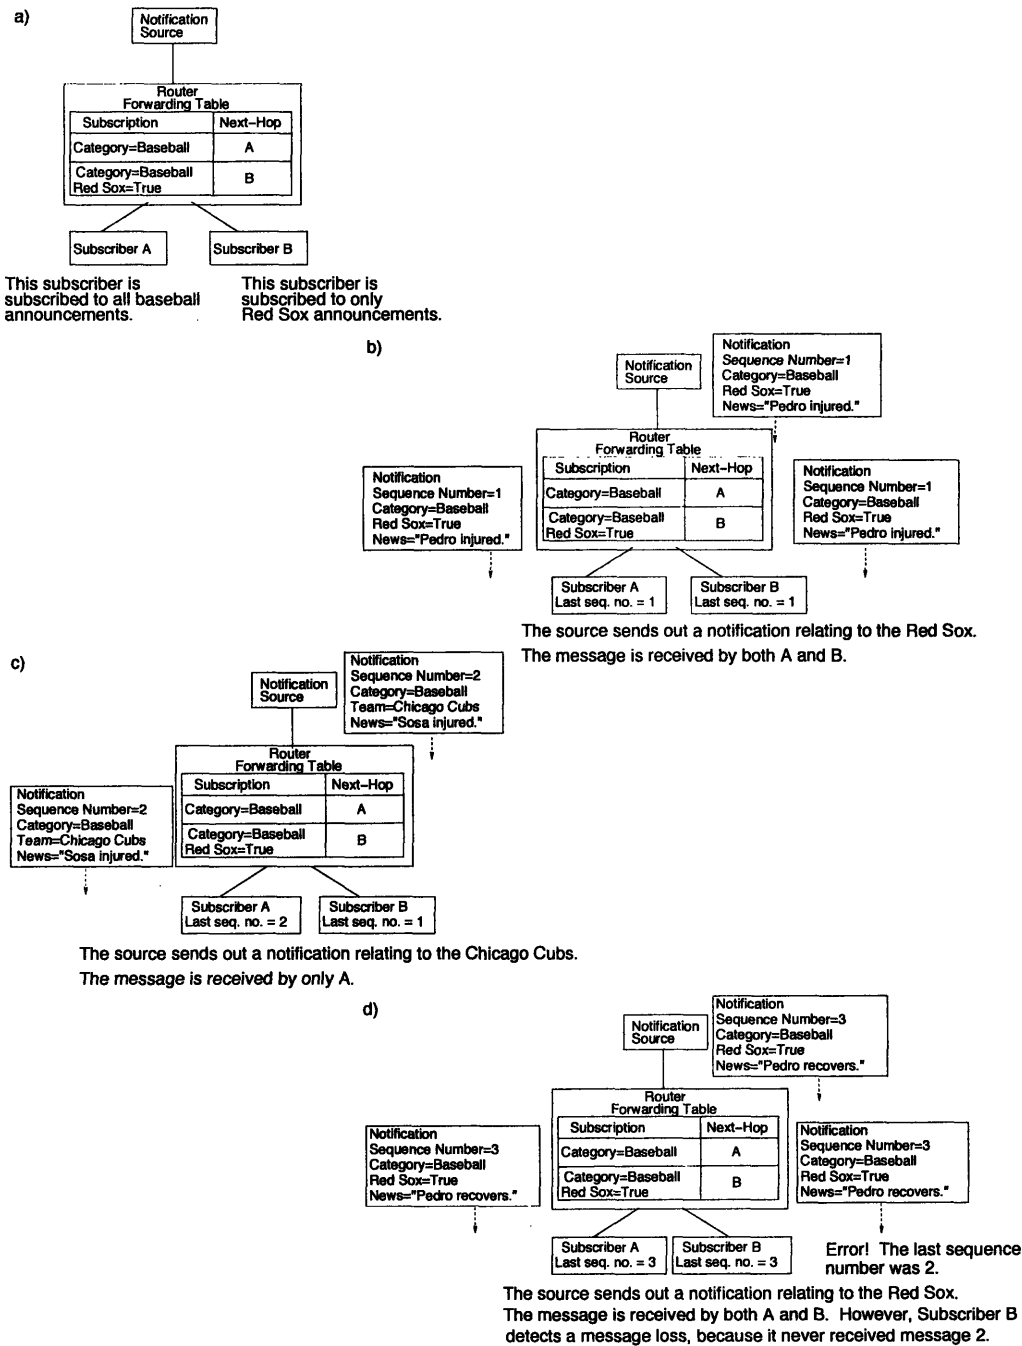 a)
Notification
Source
Router
Forwarding Table
Subscription Next-Hop
Category=Baseball A
Category=Baseball
Red Sox=True B
Subscriber A Subscriber B
This subscriber is
subscribed to all baseball
announcements.
This subscriber is
subscribed to only
Red Sox announcements.
b)
Notification
Source
Notification
Sequence Number=1
Category=Baseball
Red Sox=True
News="Pedro injured."
Router
Forwarding Table
Subscription Next-Hop
Category=Baseball A
Category=Baseball
Red Sox=True B
Notification
Sequence Number=1
Category=Baseball
Red Sox=True
News="Pedro injured."
Notification
Sequence Number=1
Category=Baseball
Red Sox=True
News="Pedro injured."
Subscriber A
Last seq. no. = 1
Subscriber B
Last seq. no. = 1
The source sends out a notification relating to the Red Sox.
The message is received by both A and B.
c)
Notification
Source
Notification
Sequence Number=2
Category=Baseball
Team=Chicago Cubs
News="Sosa injured."
Router
Forwarding Table
Subscription Next-Hop
Category=Baseball A
Category=Baseball
Red Sox=True B
Notification
Sequence Number=2
Category=Baseball
Team=Chicago Cubs
News="Sosa injured."
Subscriber A
Last seq. no. = 2
Subscriber B
Last seq. no. = 1
The source sends out a notification relating to the Chicago Cubs.
The message is received by only A.
d)
Notification
Source
Notification
Sequence Number=3
Category=Baseball
Red Sox=True
News="Pedro recovers."
Router
Forwarding Table
Subscription Next-Hop
Category=Baseball A
Category=Baseball
Red Sox=True B
Notification
Sequence Number=3
Category=Baseball
Red Sox=True
News="Pedro recovers."
Notification
Sequence Number=3
Category=Baseball
Red Sox=True
News="Pedro recovers."
Subscriber A
Last seq. no. = 3
Subscriber B
Last seq. no. = 3
Error! The last sequence
number was 2.
The source sends out a notification relating to the Red Sox.
The message is received by both A and B. However, Subscriber B
detects a message loss, because it never received message 2.